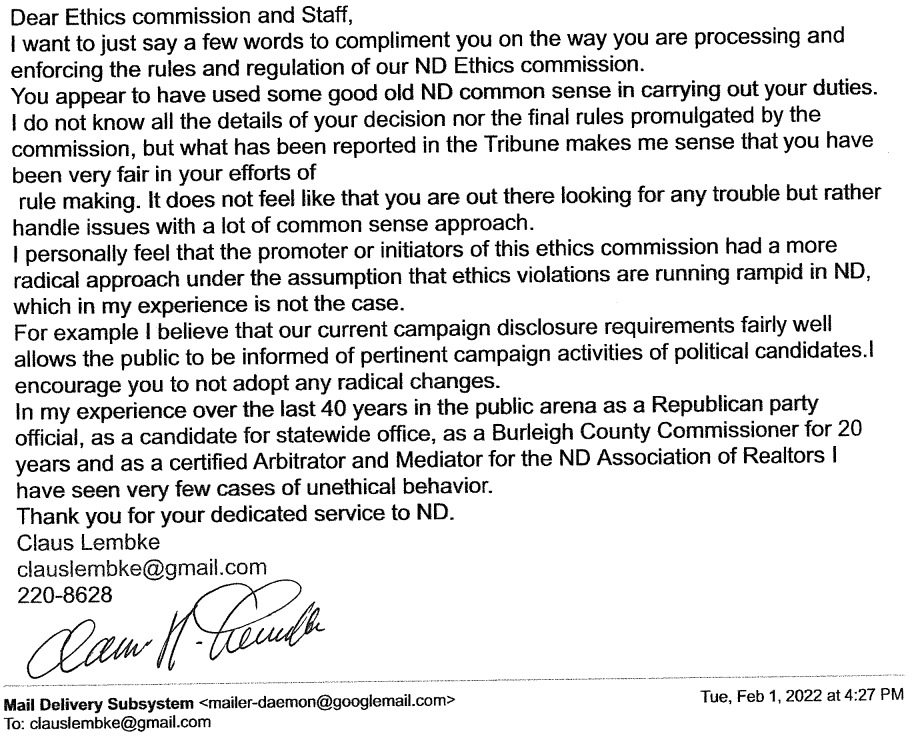 Dear Ethics commission and Staff,
I want to just say a few words to compliment you on the way you are processing and
enforcing the rules and regulation of our ND Ethics commission.
You appear to have used some good old ND common sense in carrying out your duties.
I do not know all the details of your decision nor the final rules promulgated by the
commission, but what has been reported in the Tribune makes me sense that you have
been very fair in your efforts of
rule making. It does not feel like that you are out there looking for any trouble but rather
handle issues with a lot of common sense approach.
I personally feel that the promoter or initiators of this ethics commission had a more
radical approach under the assumption that ethics violations are running rampid in ND,
which in my experience is not the case.
For example I believe that our current campaign disclosure requirements fairly well
allows the public to be informed of pertinent campaign activities of political candidates.I
encourage you to not adopt any radical changes.
In my experience over the last 40 years in the public arena as a Republican party
official, as a candidate for statewide office, as a Burleigh County Commissioner for 20
years and as a certified Arbitrator and Mediator for the ND Association of Realtors I
have seen very few cases of unethical behavior.
Thank you for your dedicated service to ND.
Claus Lembke
clauslembke@gmail.com
220-8628
Claus H. Lembke
Mail Delivery Subsystem <mailer-daemon@googlemail.com> Tue, Feb 1, 2022 at 4:27 PM
To: clauslembke@gmail.com